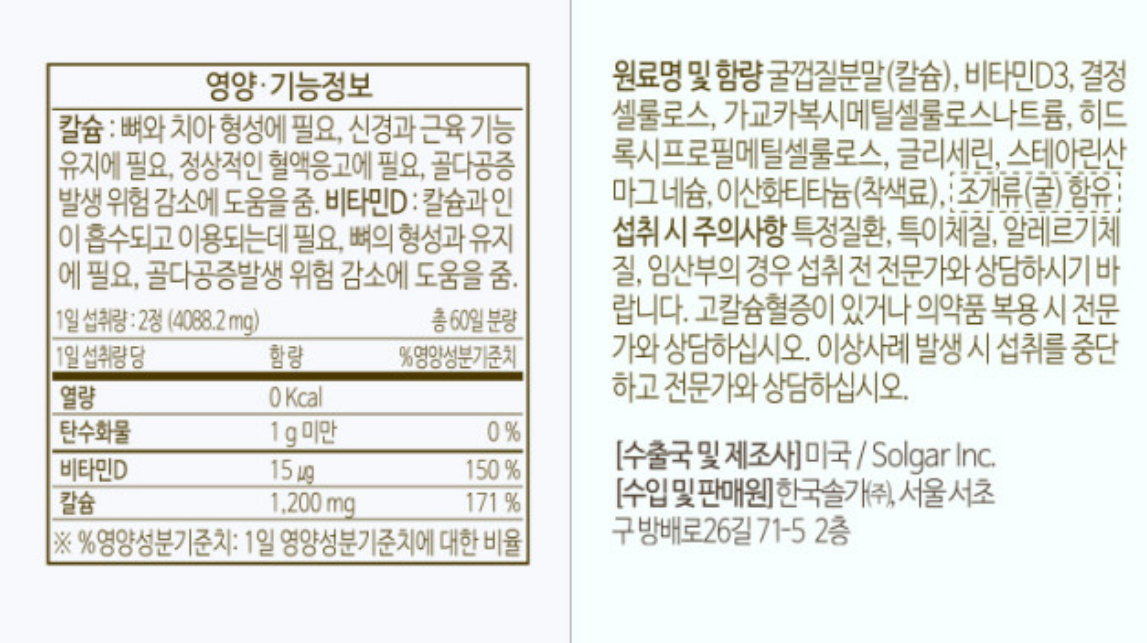 영양·기능정보
칼슘 : 뼈와 치아 형성에 필요, 신경과 근육 기능
유지에 필요, 정상적인 혈액응고에 필요, 골다공증
발생 위험 감소에 도움을 줌. 비타민D : 칼슘과 인
이 흡수되고 이용되는데 필요, 뼈의 형성과 유지
에 필요, 골다공증발생 위험 감소에 도움을 줌.
1일 섭취량 : 2정 (4088.2 mg) 총 60일 분량
1일 섭취량 당 함량 %영양성분기준치
열량 0 Kcal
탄수화물 1 g 미만 0 %
비타민D 15 ㎍ 150 %
칼슘 1,200 mg 171 %
※ %영양성분기준치: 1일 영양성분기준치에 대한 비율
원료명 및 함량 굴껍질분말(칼슘), 비타민D3, 결정
셀룰로스, 가교카복시메틸셀룰로스나트륨, 히드
록시프로필메틸셀룰로스, 글리세린, 스테아린산
마그네슘, 이산화티타늄(착색료), 조개류(굴) 함유
섭취 시 주의사항 특정질환, 특이체질, 알레르기체
질, 임산부의 경우 섭취 전 전문가와 상담하시기 바
랍니다. 고칼슘혈증이 있거나 의약품 복용 시 전문
가와 상담하십시오. 이상사례 발생 시 섭취를 중단
하고 전문가와 상담하십시오.
[수출국 및 제조사] 미국 / Solgar Inc.
[수입 및 판매원] 한국솔가㈜, 서울 서초
구 방배로26길 71-5 2층